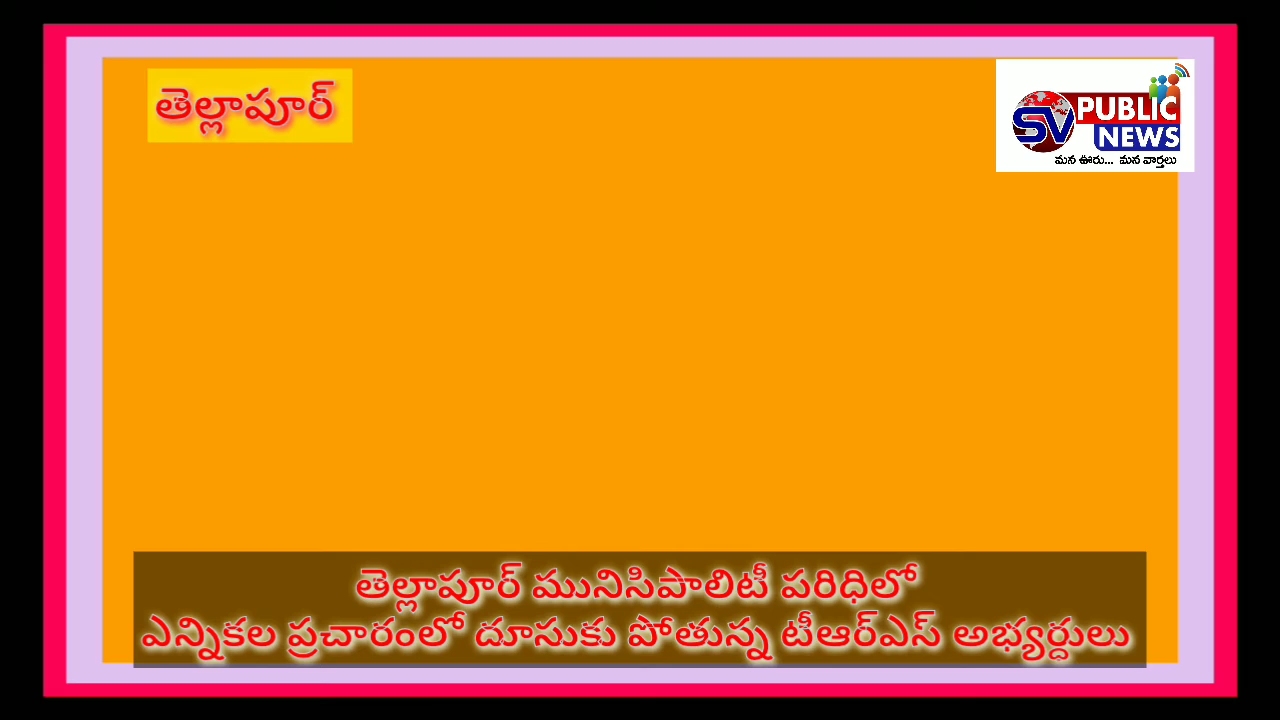 తెల్లాపూర్
SV PUBLIC
NEWS
మన ఊరు... మన వార్తలు
తెల్లాపూర్ మునిసిపాలిటీ పరిధిలో
ఎన్నికల ప్రచారంలో దూసుకు పోతున్న టీఆర్ఎస్ అభ్యర్ధులు